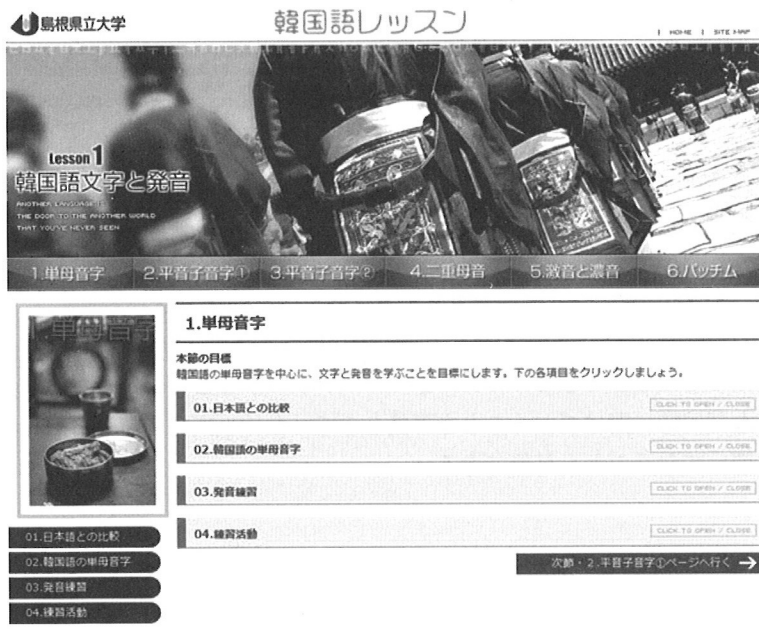 島根県立大学
韓国語レッスン
| HOME | SITE MAP
Lesson 1
韓国語文字と発音
ANOTHER LANGUAGE IS
THE DOOR TO THE ANOTHER WORLD
THAT YOU'VE NEVER SEEN
1.単母音字 2.平音子音字① 3.平音子音字② 4.二重母音 5.激音と濃音 6.パッチム
1.単母音字
1.単母音字
本節の目標
韓国語の単母音字を中心に、文字と発音を学ぶことを目標にします。下の各項目をクリックしましょう。
01.日本語との比較 CLICK TO OPEN / CLOSE
02.韓国語の単母音字 CLICK TO OPEN / CLOSE
03.発音練習 CLICK TO OPEN / CLOSE
04.練習活動 CLICK TO OPEN / CLOSE
次節・2.平音子音字①ページへ行く
01.日本語との比較
02.韓国語の単母音字
03.発音練習
04.練習活動